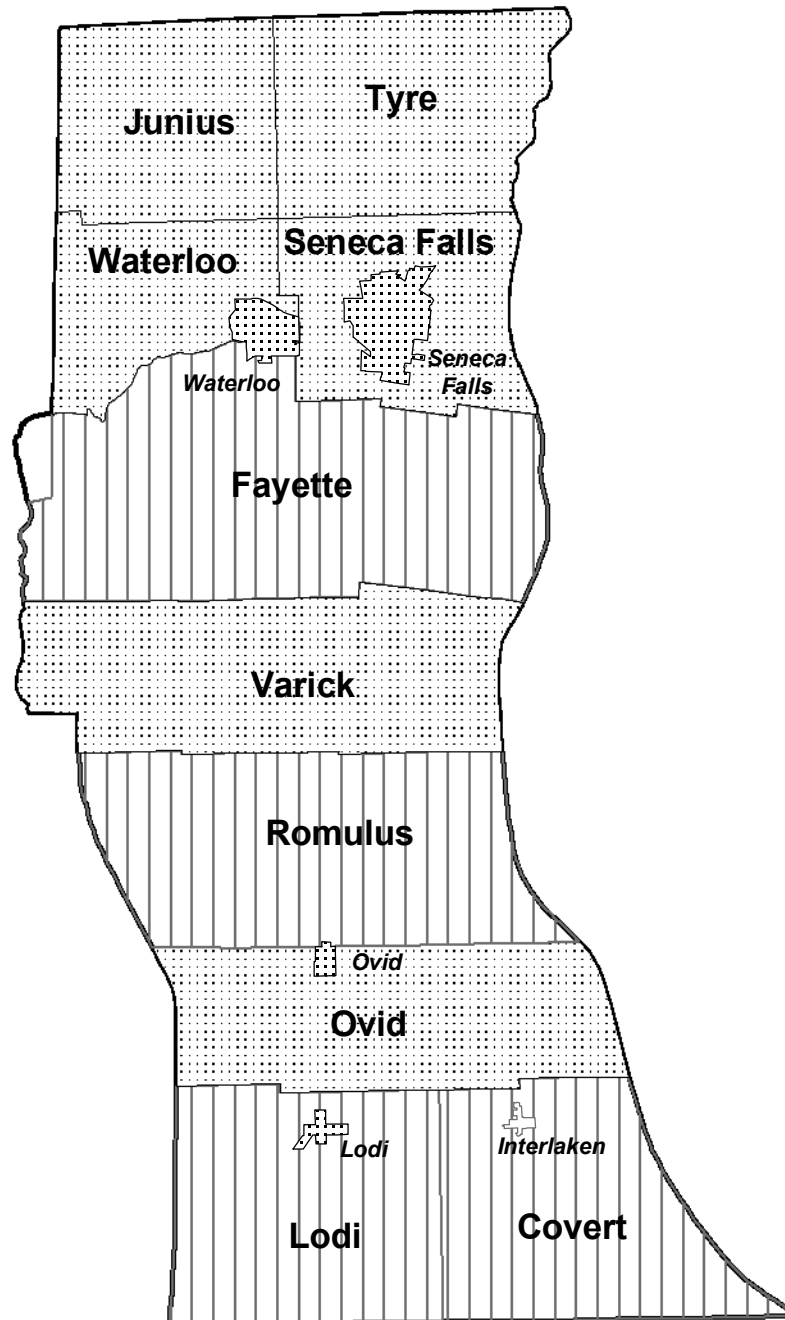 Tyre
Junius
Seneca Falls
Waterloo
Seneca
Falls
Waterloo
Fayette
Varick
Romulus
Ovid
Ovid
Lodi
Interlaken
Covert
Lodi